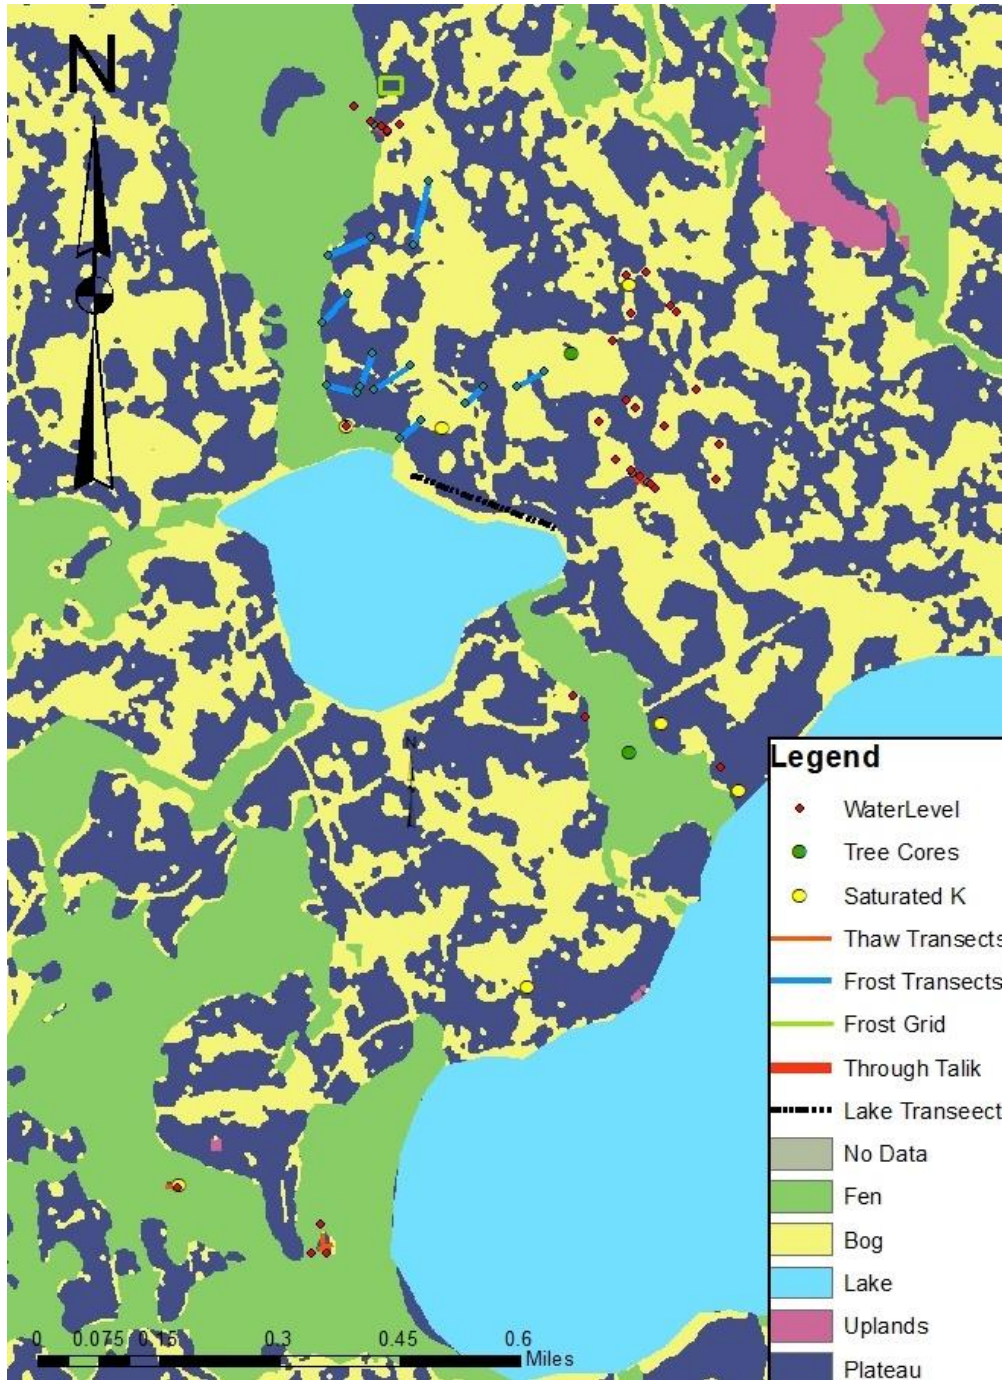 N
N
Legend
WaterLevel
Tree Cores
Saturated K
Thaw Transects
Frost Transects
Frost Grid
Through Talik
Lake Transeect
No Data
Fen
Bog
Lake
Uplands
Plateau
0 0.075 0.15 0.3 0.45 0.6
Miles